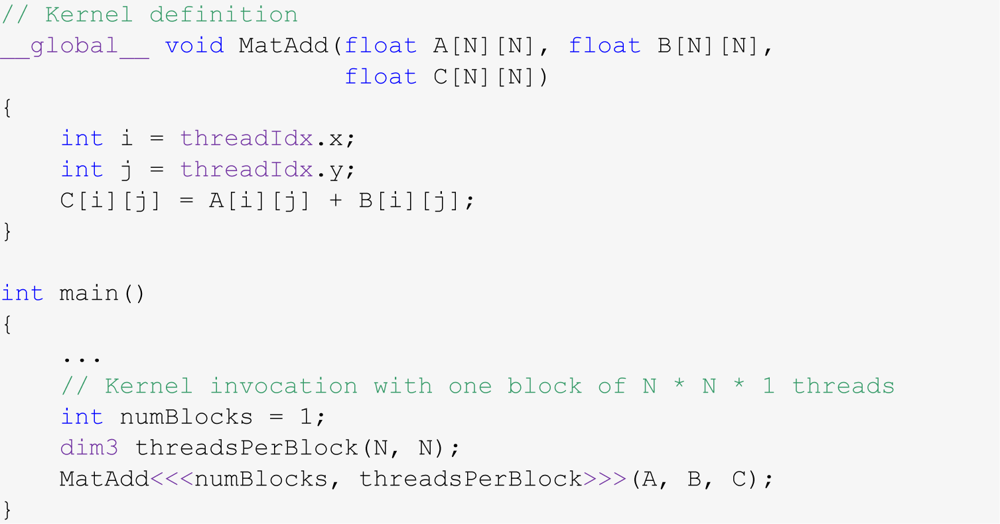 // Kernel definition
__global__ void MatAdd(float A[N][N], float B[N][N],
                       float C[N][N])
{
    int i = threadIdx.x;
    int j = threadIdx.y;
    C[i][j] = A[i][j] + B[i][j];
}

int main()
{
    ...
    // Kernel invocation with one block of N * N * 1 threads
    int numBlocks = 1;
    dim3 threadsPerBlock(N, N);
    MatAdd<<<numBlocks, threadsPerBlock>>>(A, B, C);
}